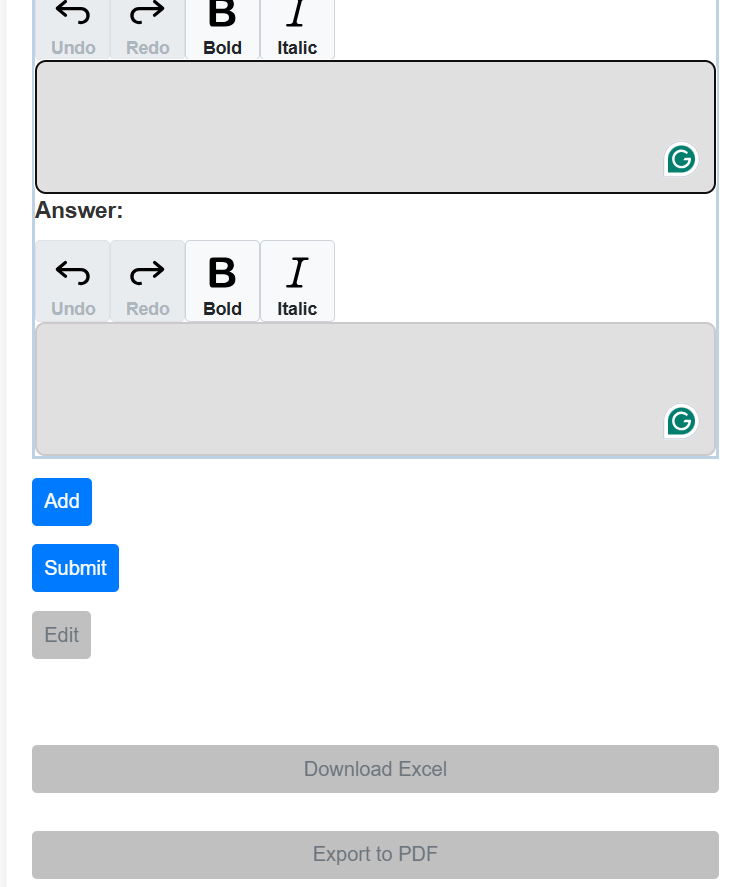 Undo Redo Bold Italic
Answer:
Undo Redo Bold Italic
Add
Submit
Edit
Download Excel
Export to PDF